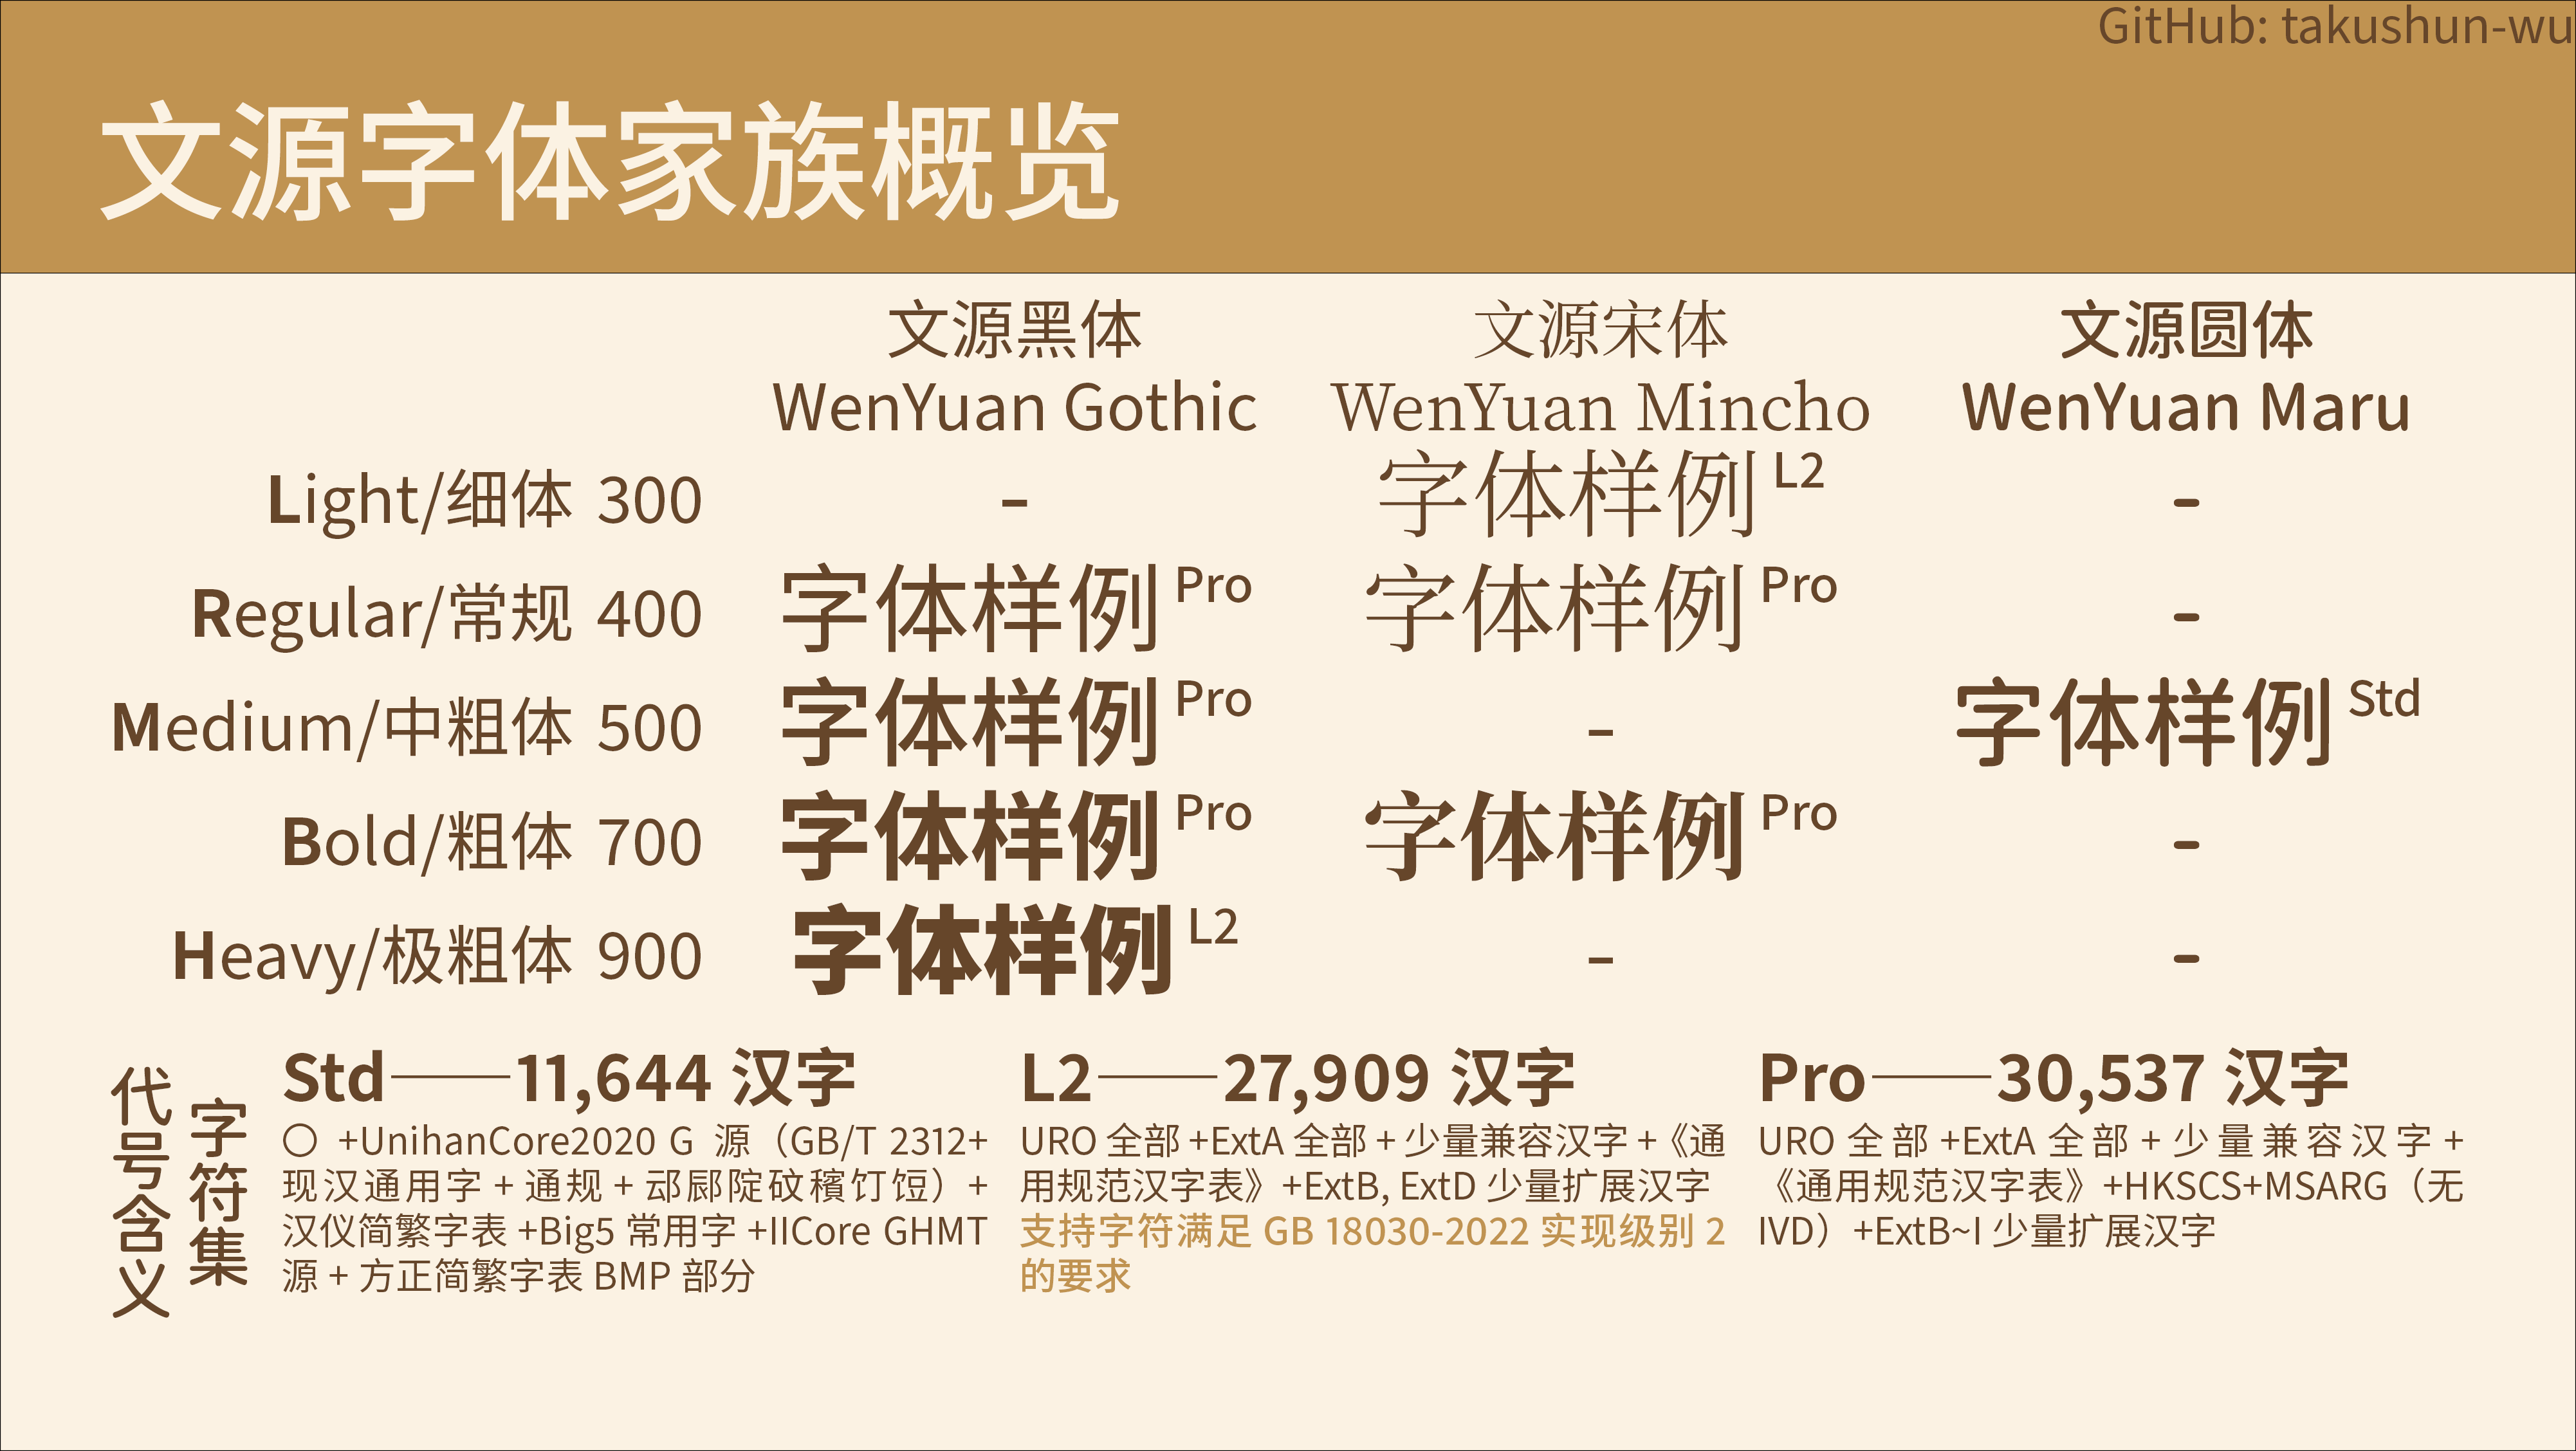 GitHub: takushun-wu
文源字体家族概览
文源黑体 文源宋体 文源圆体
WenYuan Gothic WenYuan Mincho WenYuan Maru
Light/细体 300 - 字体样例 L2 -
Regular/常规 400 字体样例 Pro 字体样例 Pro -
Medium/中粗体 500 字体样例 Pro - 字体样例 Std
Bold/粗体 700 字体样例 Pro 字体样例 Pro -
Heavy/极粗体 900 字体样例 L2 - -
字符集
代号含义
Std——11,644 汉字
〇 +UnihanCore2020 G 源（GB/T 2312+
现汉通用字 + 通规 + 邔郮阸砇穦饤饾）+
汉仪简繁字表 +Big5 常用字 +IICore GHMT
源 + 方正简繁字表 BMP 部分
L2——27,909 汉字
URO 全部 +ExtA 全部 + 少量兼容汉字 +《通
用规范汉字表》+ExtB, ExtD 少量扩展汉字
支持字符满足 GB 18030-2022 实现级别 2
的要求
Pro——30,537 汉字
URO 全部 +ExtA 全部 + 少量兼容汉字 +
《通用规范汉字表》+HKSCS+MSARG（无
IVD）+ExtB~I 少量扩展汉字